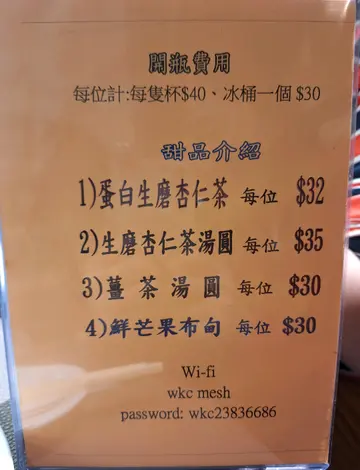 開瓶費用
每位計:每隻杯$40、冰桶一個 $30
甜品介紹
1)蛋白生磨杏仁茶 每位 $32
2)生磨杏仁茶湯圓 每位 $35
3)薑茶湯圓 每位 $30
4)鮮芒果布甸 每位 $30
Wi-fi
wkc mesh
password: wkc23836686